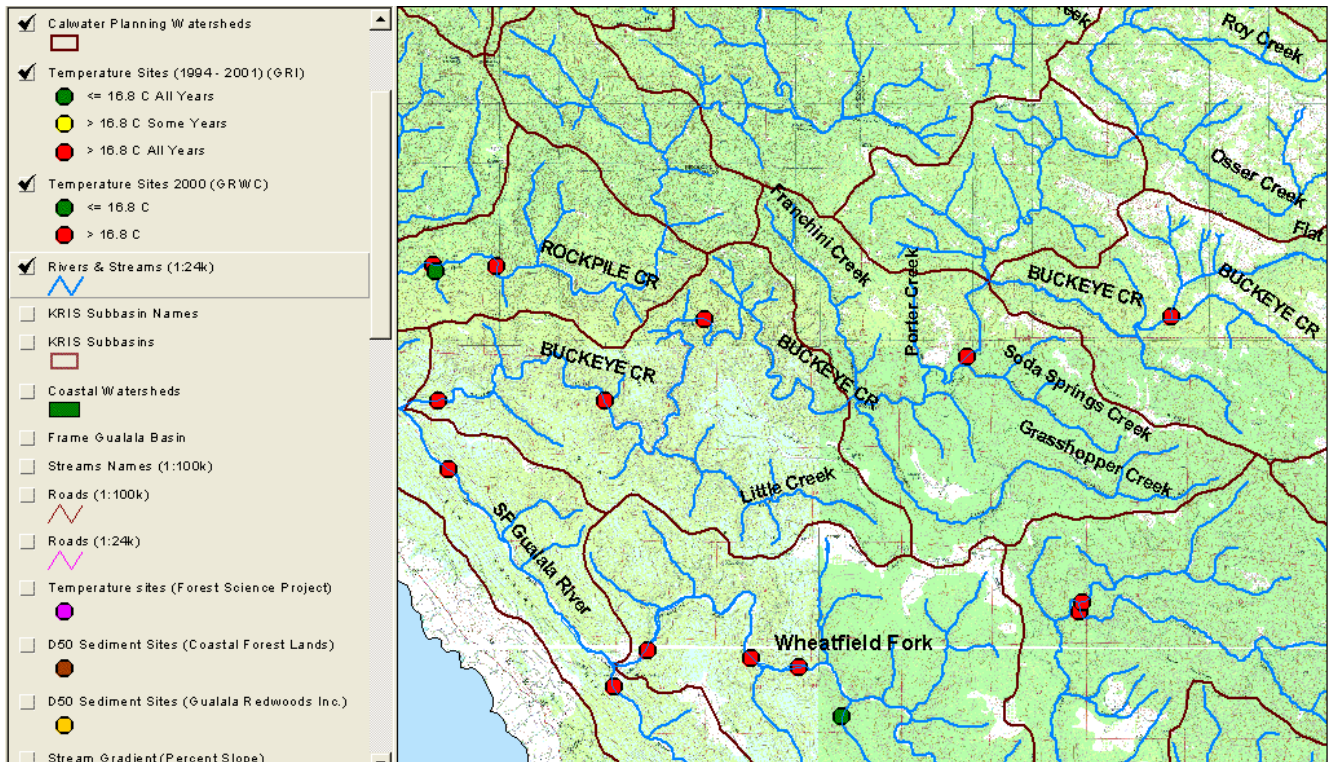 Calwater Planning Watersheds
Temperature Sites (1994 - 2001) (GRI)
<= 16.8 C All Years
> 16.8 C Some Years
> 16.8 C All Years
Temperature Sites 2000 (GRWC)
<= 16.8 C
> 16.8 C
Rivers & Streams (1:24k)
KRIS Subbasin Names
KRIS Subbasins
Coastal Watersheds
Frame Gualala Basin
Streams Names (1:100k)
Roads (1:100k)
Roads (1:24k)
Temperature sites (Forest Science Project)
D50 Sediment Sites (Coastal Forest Lands)
D50 Sediment Sites (Gualala Redwoods Inc.)
Stream Gradient (Percent Slope)
Creek
Roy Creek
Osser Creek
Flat
Franchini Creek
ROCKPILE CR
Porter Creek
BUCKEYE CR
BUCKEYE CR
BUCKEYE CR
BUCKEYE CR
Soda Springs Creek
Grasshopper Creek
Little Creek
SF Gualala River
Wheatfield Fork